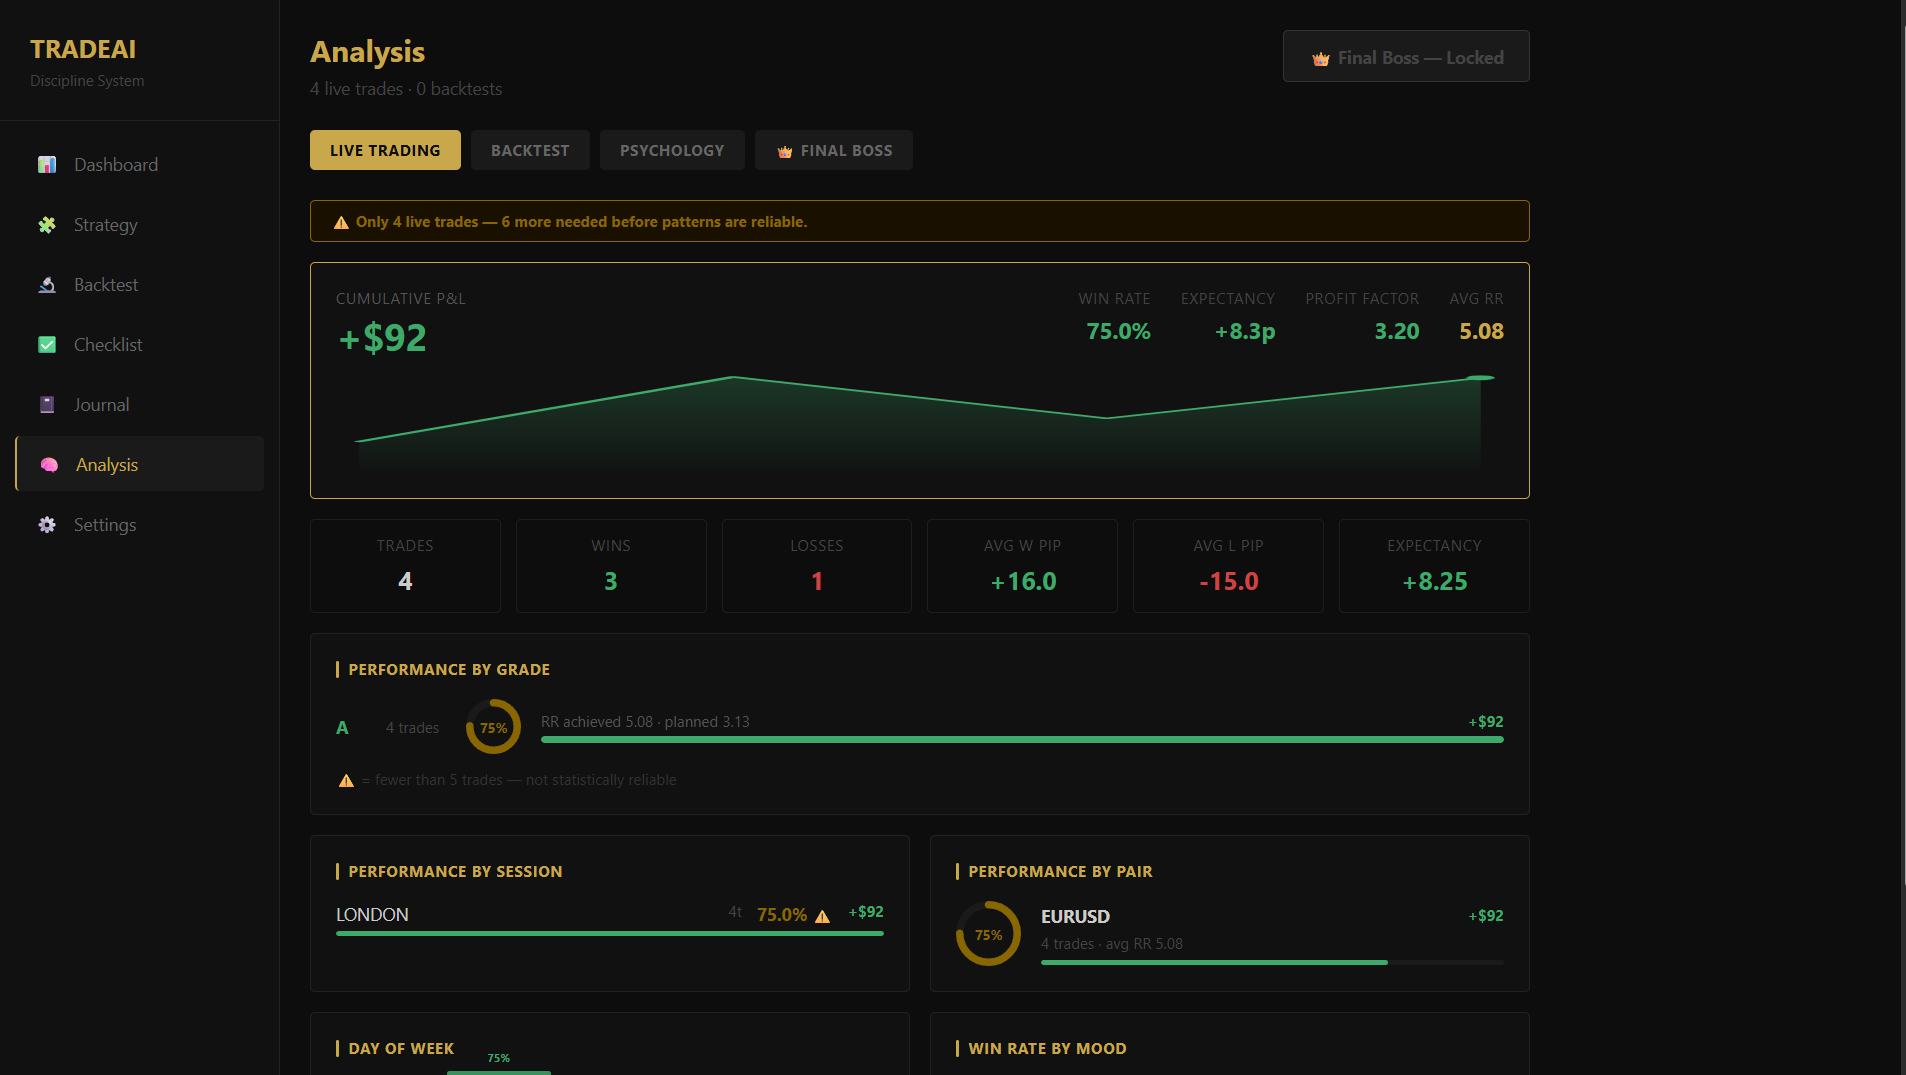 TRADEAI
Discipline System
Dashboard
Strategy
Backtest
Checklist
Journal
Analysis
Settings
Analysis
4 live trades · 0 backtests
Final Boss — Locked
LIVE TRADING
BACKTEST
PSYCHOLOGY
FINAL BOSS
Only 4 live trades — 6 more needed before patterns are reliable.
CUMULATIVE P&L
+$92
WIN RATE
75.0%
EXPECTANCY
+8.3p
PROFIT FACTOR
3.20
AVG RR
5.08
TRADES
4
WINS
3
LOSSES
1
AVG W PIP
+16.0
AVG L PIP
-15.0
EXPECTANCY
+8.25
PERFORMANCE BY GRADE
A
4 trades
75%
RR achieved 5.08 · planned 3.13
+$92
= fewer than 5 trades — not statistically reliable
PERFORMANCE BY SESSION
LONDON
4t
75.0%
+$92
PERFORMANCE BY PAIR
75%
EURUSD
+$92
4 trades · avg RR 5.08
DAY OF WEEK
75%
WIN RATE BY MOOD